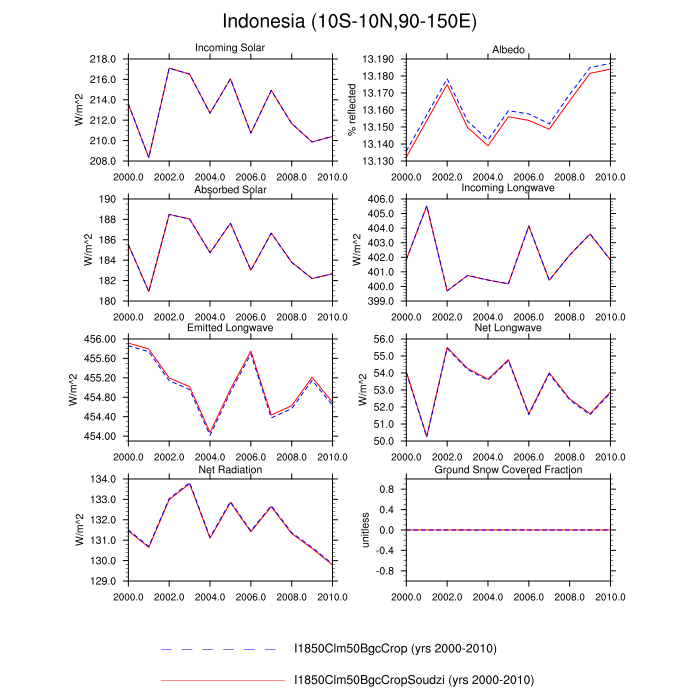 Indonesia (10S-10N,90-150E)
Incoming Solar
W/m^2
218.0
216.0
214.0
212.0
210.0
208.0
2000.0 2002.0 2004.0 2006.0 2008.0 2010.0
Albedo
% reflected
13.190
13.180
13.170
13.160
13.150
13.140
13.130
2000.0 2002.0 2004.0 2006.0 2008.0 2010.0
Absorbed Solar
W/m^2
190
188
186
184
182
180
2000.0 2002.0 2004.0 2006.0 2008.0 2010.0
Incoming Longwave
W/m^2
406.0
405.0
404.0
403.0
402.0
401.0
400.0
399.0
2000.0 2002.0 2004.0 2006.0 2008.0 2010.0
Emitted Longwave
W/m^2
456.00
455.60
455.20
454.80
454.40
454.00
2000.0 2002.0 2004.0 2006.0 2008.0 2010.0
Net Longwave
W/m^2
56.0
55.0
54.0
53.0
52.0
51.0
50.0
2000.0 2002.0 2004.0 2006.0 2008.0 2010.0
Net Radiation
W/m^2
134.0
133.0
132.0
131.0
130.0
129.0
2000.0 2002.0 2004.0 2006.0 2008.0 2010.0
Ground Snow Covered Fraction
unitless
0.8
0.4
0.0
-0.4
-0.8
2000.0 2002.0 2004.0 2006.0 2008.0 2010.0
I1850Clm50BgcCrop (yrs 2000-2010)
I1850Clm50BgcCropSoudzi (yrs 2000-2010)